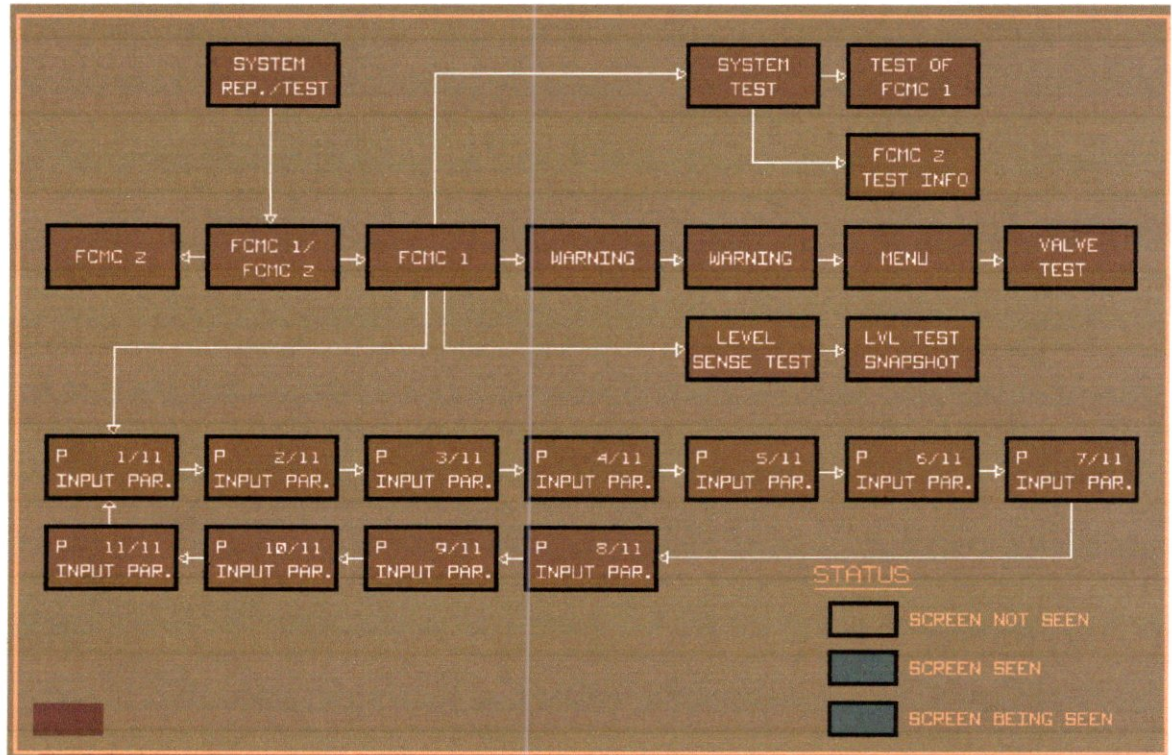 SYSTEM
REP./TEST
SYSTEM
TEST
TEST OF
FCMC 1
FCMC 2
TEST INFO
FCMC 2
FCMC 1/
FCMC 2
FCMC 1
WARNING
WARNING
MENU
VALVE
TEST
LEVEL
SENSE TEST
LVL TEST
SNAPSHOT
P 1/11
INPUT PAR.
P 2/11
INPUT PAR.
P 3/11
INPUT PAR.
P 4/11
INPUT PAR.
P 5/11
INPUT PAR.
P 6/11
INPUT PAR.
P 7/11
INPUT PAR.
P 11/11
INPUT PAR.
P 10/11
INPUT PAR.
P 9/11
INPUT PAR.
P 8/11
INPUT PAR.
STATUS
SCREEN NOT SEEN
SCREEN SEEN
SCREEN BEING SEEN